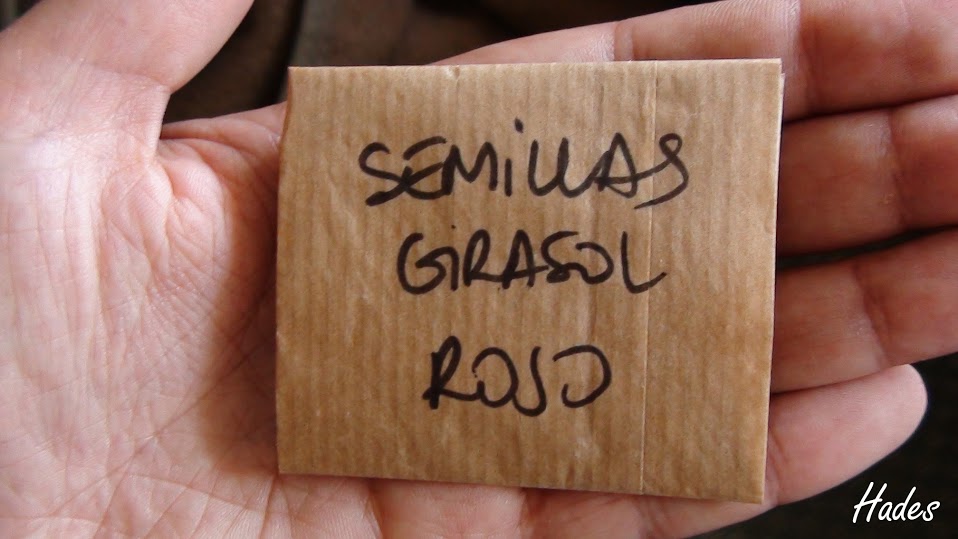 SEMiLLAS
GiRASOL
ROJO
Hades